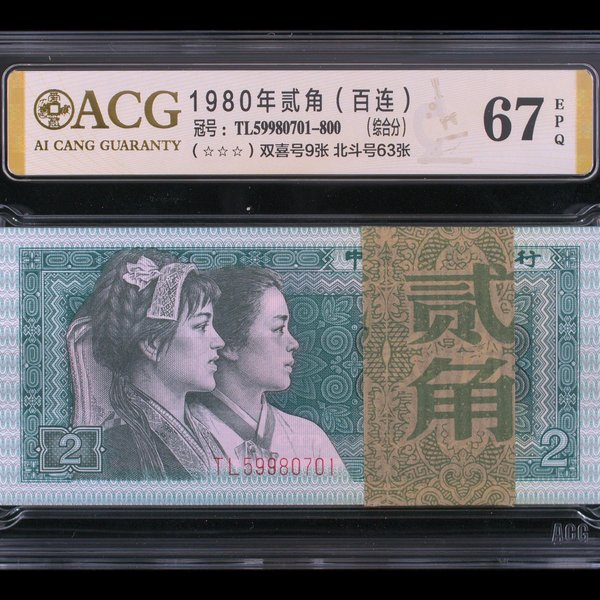 ACG
AI CANG GUARANTY
1980年贰角（百连）
冠号：TL59980701-800 （综合分）
（☆☆☆）双喜号9张 北斗号63张
67
EPQ
中
行
贰角
2
TL59980701
2
ACG